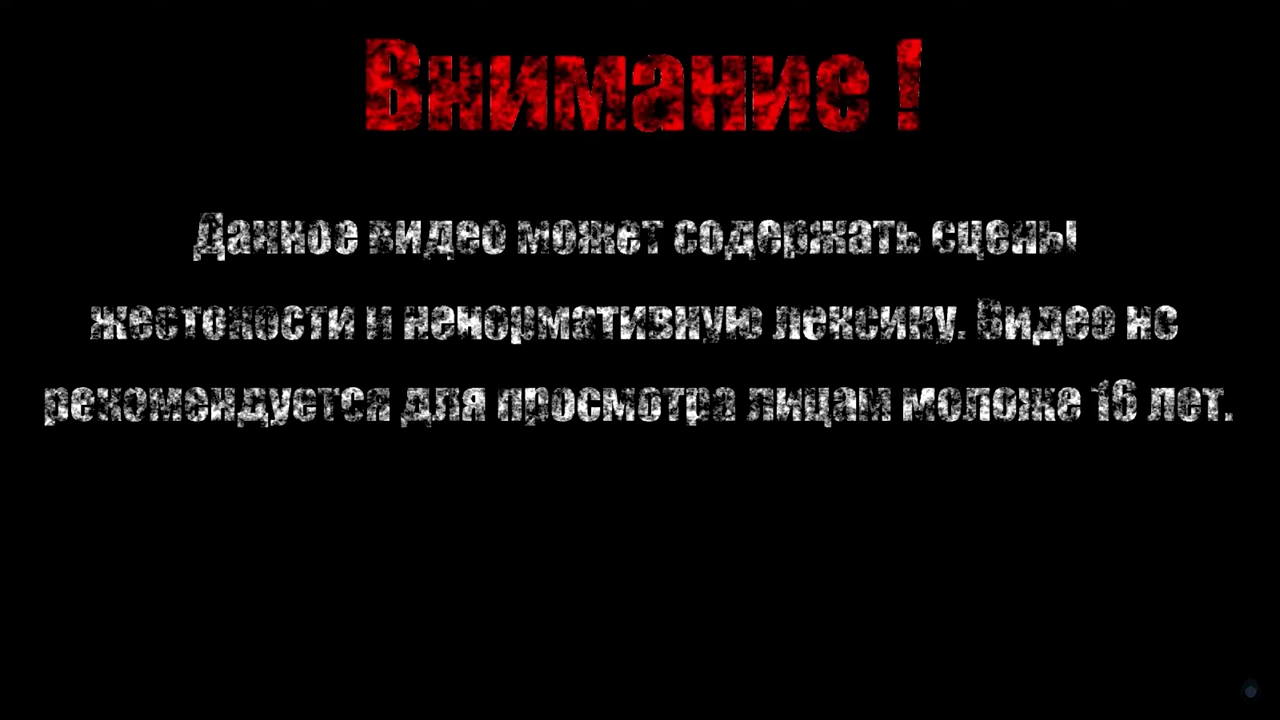 Внимание !
Данное видео может содержать сцены
жестокости и ненормативную лексику. Видео не
рекомендуется для просмотра лицам моложе 16 лет.